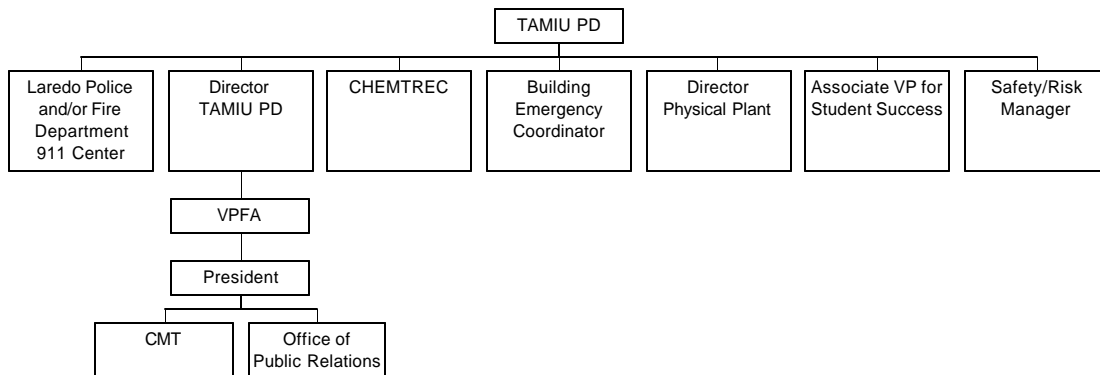 TAMIU PD
Laredo Police
and/or Fire
Department
911 Center
Director
TAMIU PD
CHEMTREC
Building
Emergency
Coordinator
Director
Physical Plant
Associate VP for
Student Success
Safety/Risk
Manager
VPFA
President
CMT
Office of
Public Relations